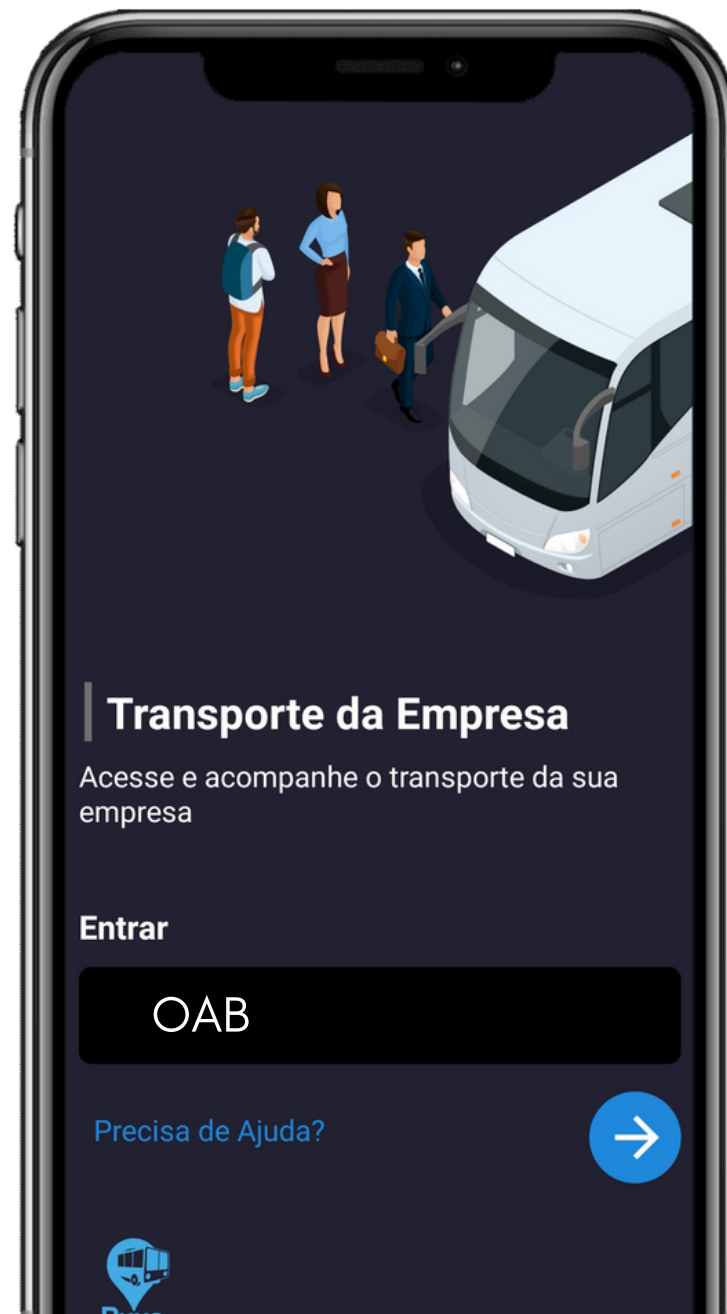 Transporte da Empresa
Acesse e acompanhe o transporte da sua
empresa
Entrar
OAB
Precisa de Ajuda?